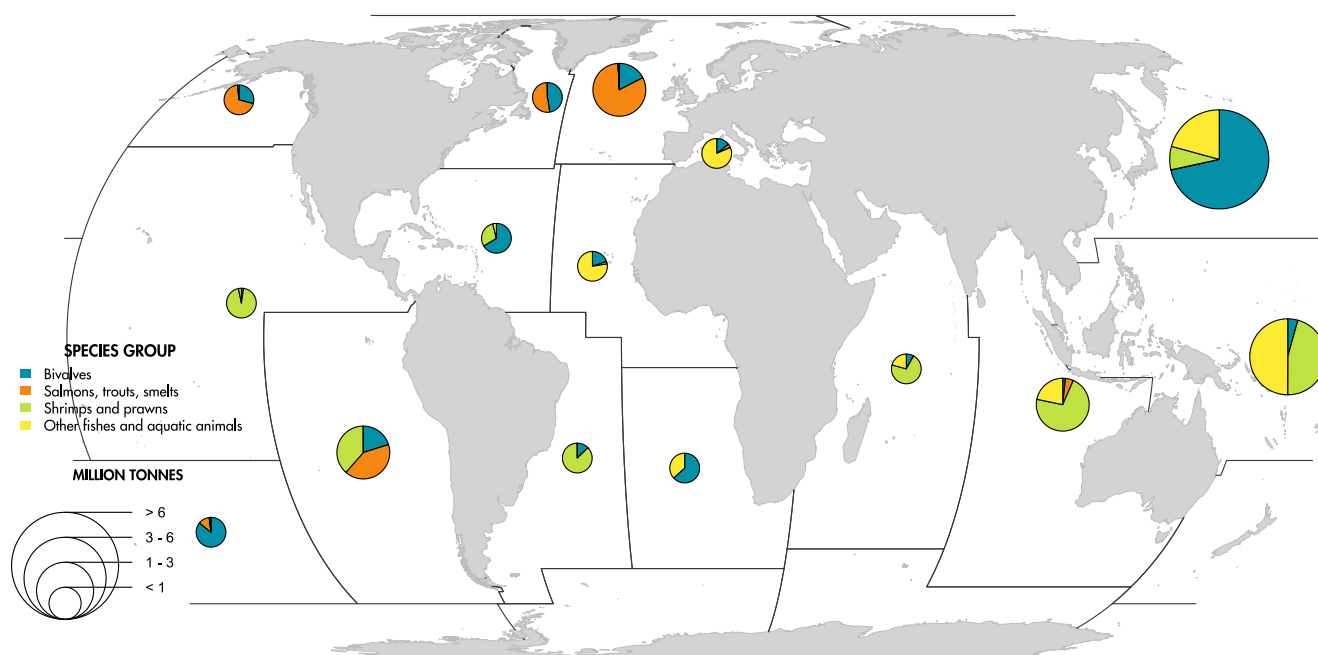 SPECIES GROUP
Bivalves
Salmons, trouts, smelts
Shrimps and prawns
Other fishes and aquatic animals
MILLION TONNES
> 6
3 - 6
1 - 3
< 1